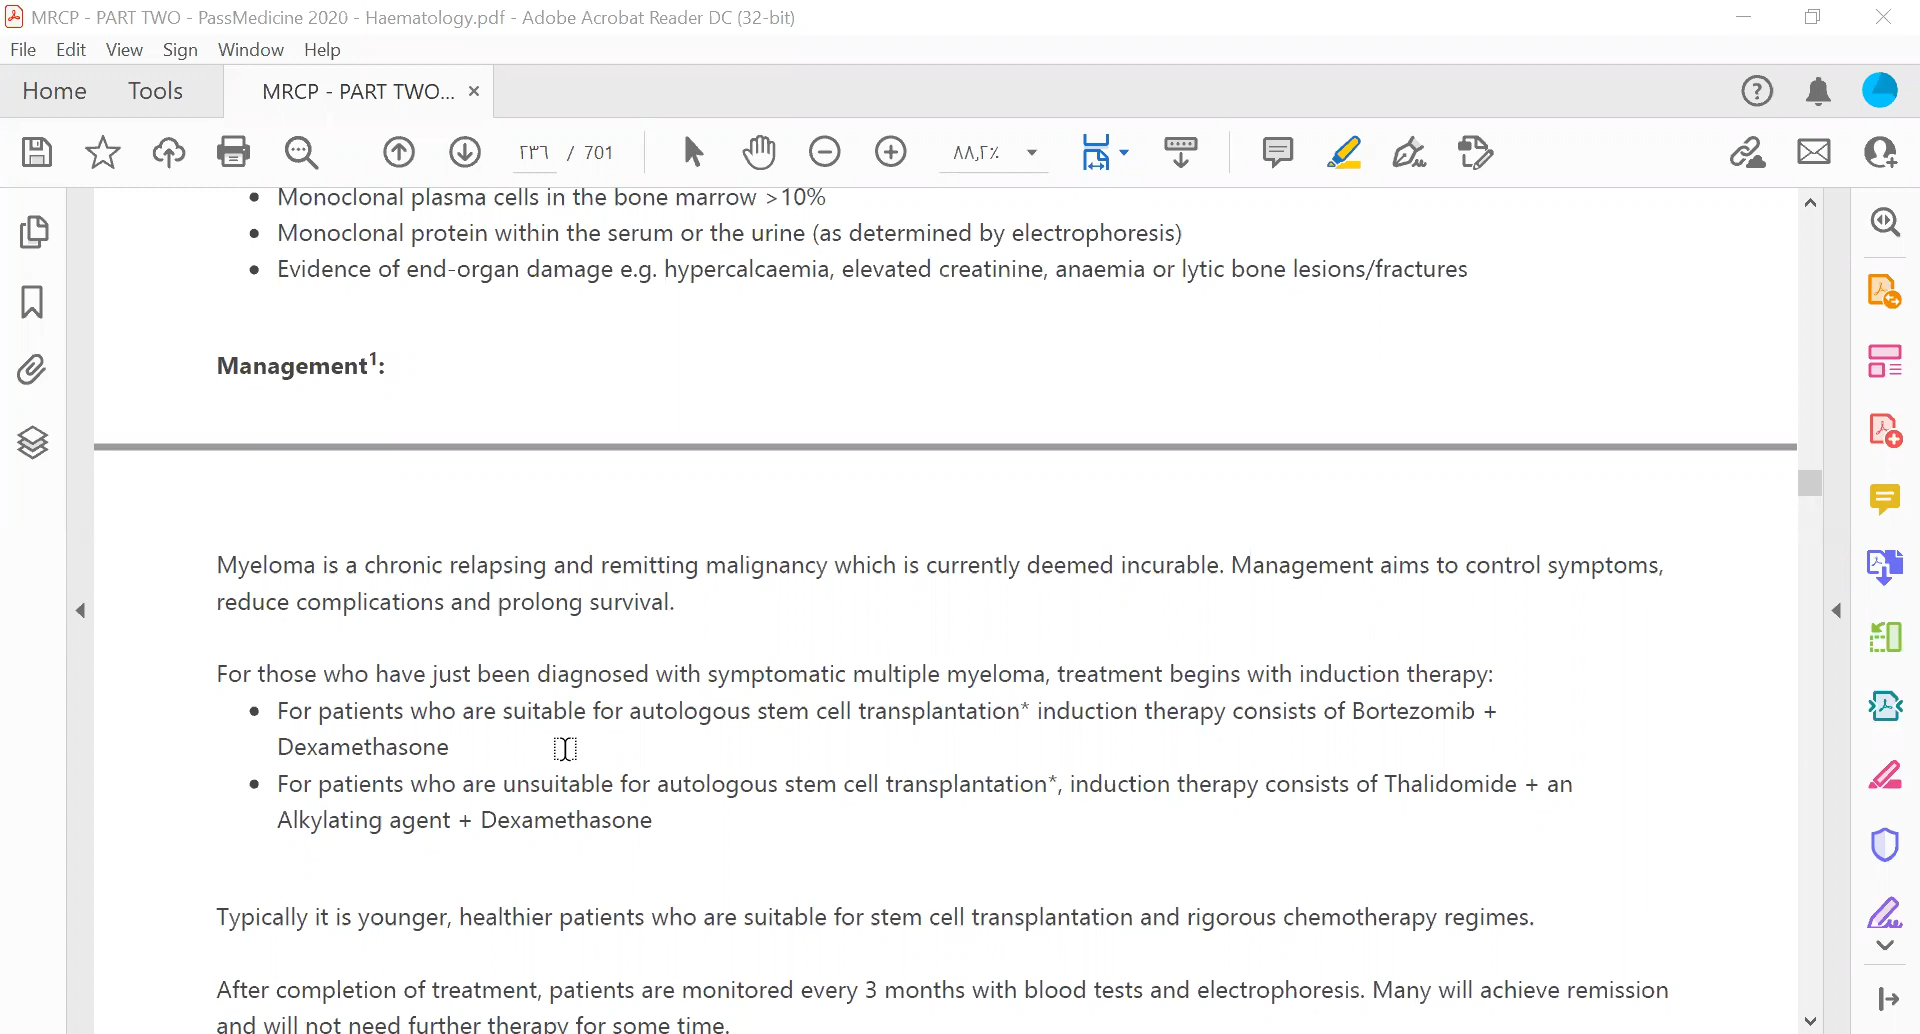 MRCP - PART TWO - PassMedicine 2020 - Haematology.pdf - Adobe Acrobat Reader DC (32-bit)
File Edit View Sign Window Help
Home Tools MRCP - PART TWO... ×
٢٣٦ / 701 ٨٨,٢٪
• Monoclonal plasma cells in the bone marrow >10%
• Monoclonal protein within the serum or the urine (as determined by electrophoresis)
• Evidence of end-organ damage e.g. hypercalcaemia, elevated creatinine, anaemia or lytic bone lesions/fractures
Management¹:
Myeloma is a chronic relapsing and remitting malignancy which is currently deemed incurable. Management aims to control symptoms,
reduce complications and prolong survival.
For those who have just been diagnosed with symptomatic multiple myeloma, treatment begins with induction therapy:
• For patients who are suitable for autologous stem cell transplantation* induction therapy consists of Bortezomib +
Dexamethasone
• For patients who are unsuitable for autologous stem cell transplantation*, induction therapy consists of Thalidomide + an
Alkylating agent + Dexamethasone
Typically it is younger, healthier patients who are suitable for stem cell transplantation and rigorous chemotherapy regimes.
After completion of treatment, patients are monitored every 3 months with blood tests and electrophoresis. Many will achieve remission
and will not need further therapy for some time.